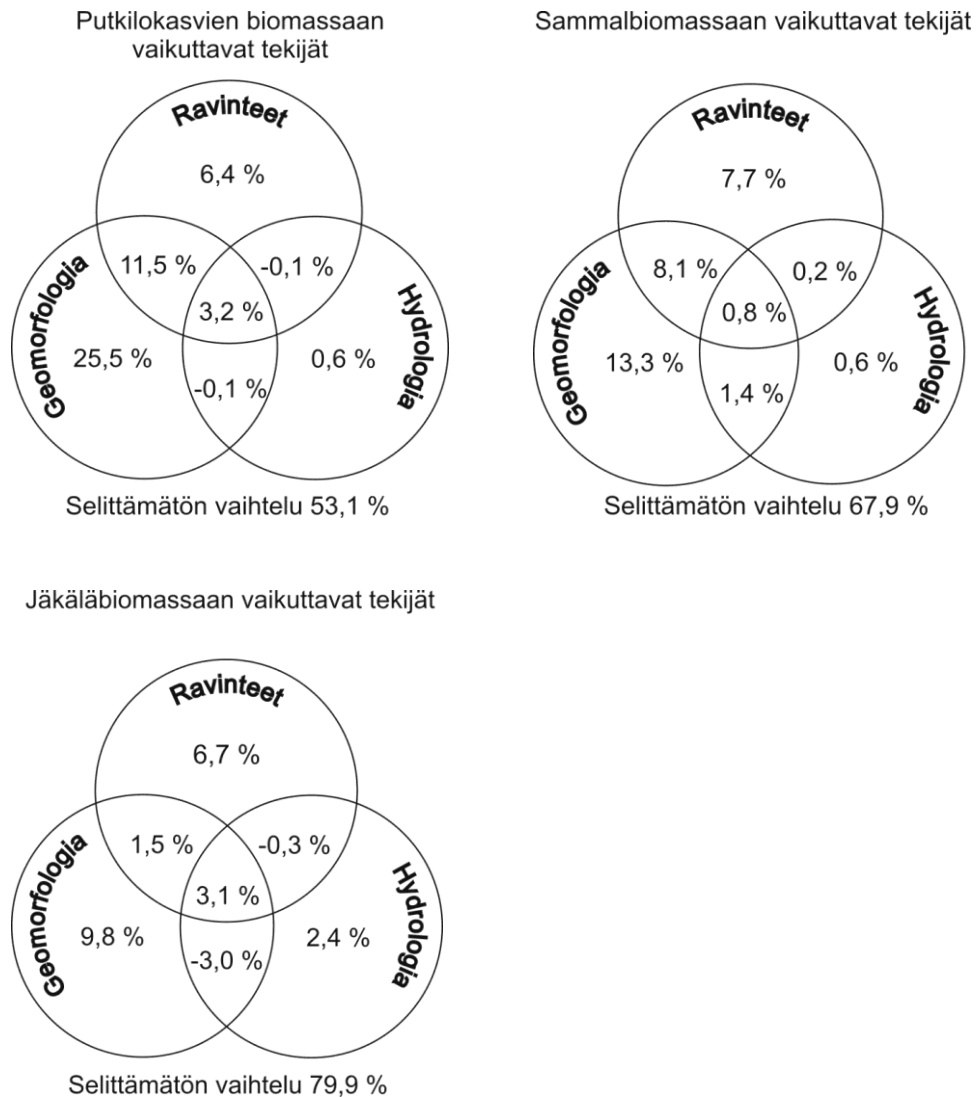 Putkilokasvien biomassaan
vaikuttavat tekijät
Ravinteet
6,4 %
11,5 %
-0,1 %
3,2 %
Geomorfologia
Hydrologia
25,5 %
0,6 %
-0,1 %
Selittämätön vaihtelu 53,1 %
Sammalbiomassaan vaikuttavat tekijät
Ravinteet
7,7 %
8,1 %
0,2 %
0,8 %
Geomorfologia
Hydrologia
13,3 %
0,6 %
1,4 %
Selittämätön vaihtelu 67,9 %
Jäkäläbiomassaan vaikuttavat tekijät
Ravinteet
6,7 %
1,5 %
-0,3 %
3,1 %
Geomorfologia
Hydrologia
9,8 %
2,4 %
-3,0 %
Selittämätön vaihtelu 79,9 %